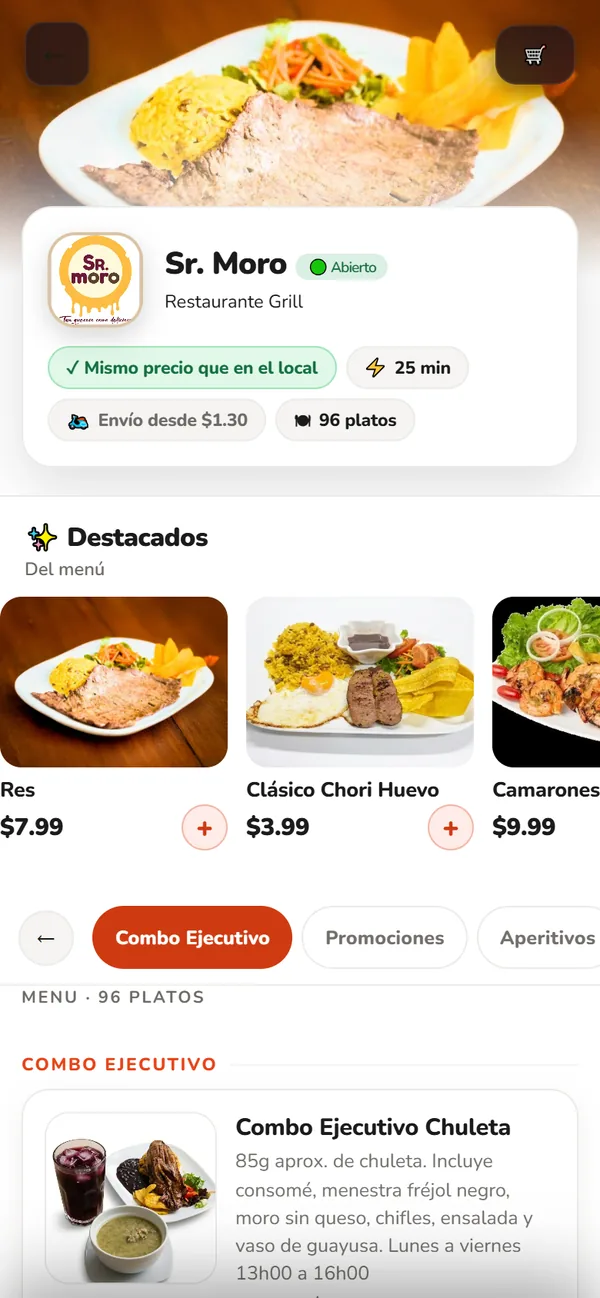 Sr. Moro
Abierto
SR.
moro
Restaurante Grill
✓ Mismo precio que en el local
25 min
Envío desde $1.30
96 platos
Destacados
Del menú
Res
$7.99
+
Clásico Chori Huevo
$3.99
+
Camarones
$9.99
←
Combo Ejecutivo
Promociones
Aperitivos
MENU · 96 PLATOS
COMBO EJECUTIVO
Combo Ejecutivo Chuleta
85g aprox. de chuleta. Incluye
consomé, menestra fréjol negro,
moro sin queso, chifles, ensalada y
vaso de guayusa. Lunes a viernes
13h00 a 16h00